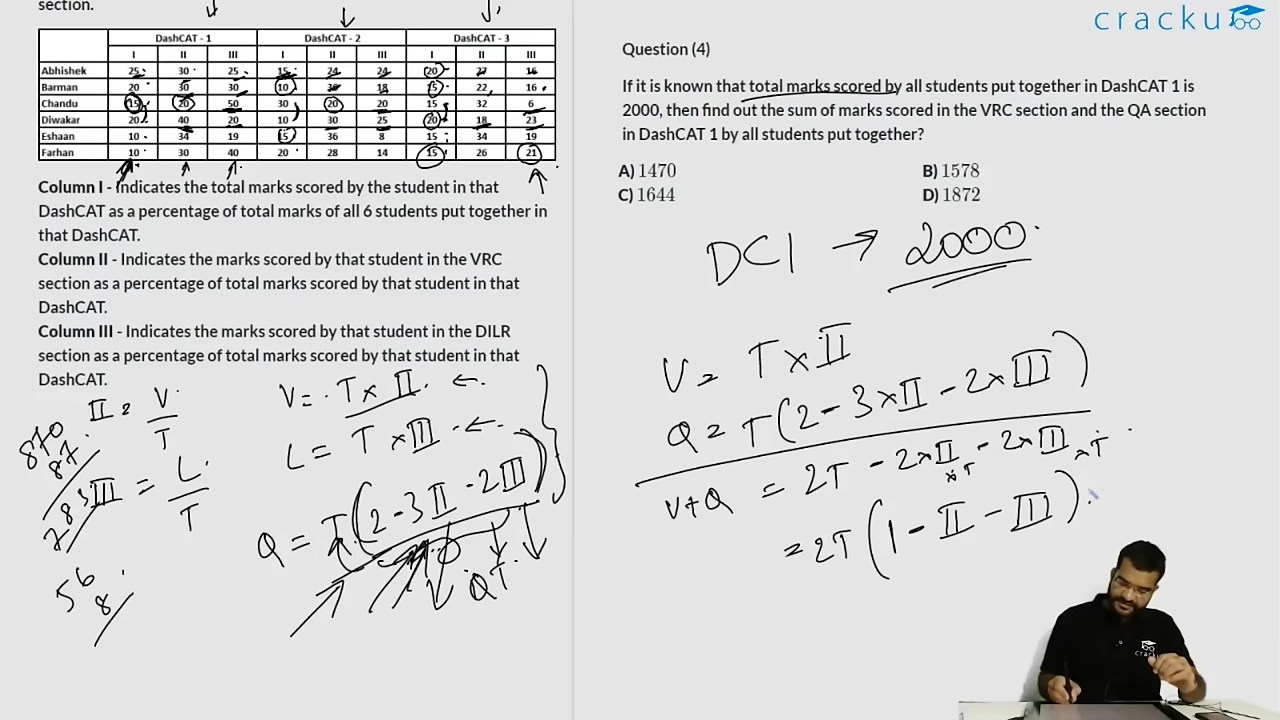 section.
cracku
DashCAT - 1 DashCAT - 2 DashCAT - 3
I II III I II III I II III
Abhishek 25 30 25 15 24 24 20 27 16
Barman 20 30 30 10 18 15 22 16
Chandu 15 20 50 30 20 20 15 32 6
Diwakar 20 40 20 10 30 25 20 18 23
Eshaan 10 34 19 15 36 8 15 34 19
Farhan 10 30 40 20 28 14 15 26 21
Column I - Indicates the total marks scored by the student in that
DashCAT as a percentage of total marks of all 6 students put together in
that DashCAT.
Column II - Indicates the marks scored by that student in the VRC
section as a percentage of total marks scored by that student in that
DashCAT.
Column III - Indicates the marks scored by that student in the DILR
section as a percentage of total marks scored by that student in that
DashCAT.
II = V/T
III = L/T
870
87
568
V = T × II
L = T × III
Q = T(2 - 3II - 2III)
QT
Question (4)
If it is known that total marks scored by all students put together in DashCAT 1 is
2000, then find out the sum of marks scored in the VRC section and the QA section
in DashCAT 1 by all students put together?
A) 1470 B) 1578
C) 1644 D) 1872
DC1 → 2000
V = T × II
Q = T(2 - 3×II - 2×III)
V+Q = 2T - 2×II×T - 2×III×T
= 2T(1 - II - III)
cracku